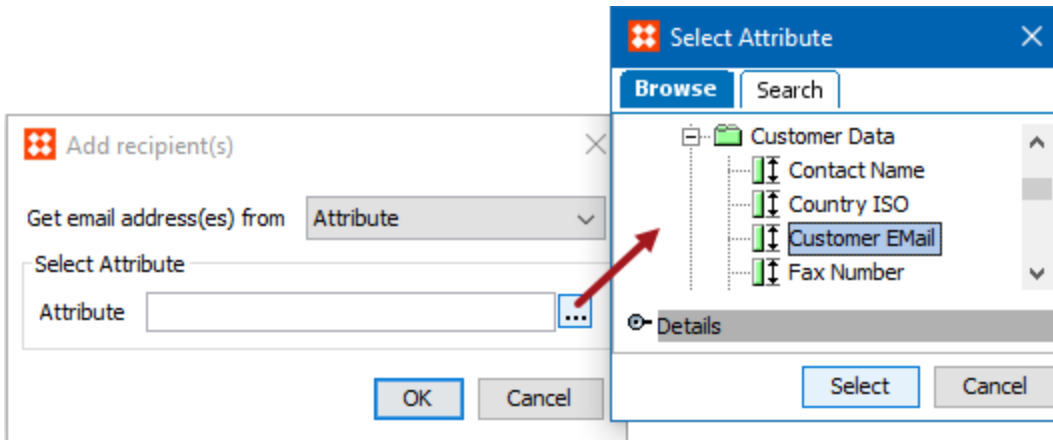 Add recipient(s)
Get email address(es) from Attribute
Select Attribute
Attribute ...
OK Cancel
Select Attribute
Browse Search
Customer Data
Contact Name
Country ISO
Customer EMail
Fax Number
Details
Select Cancel